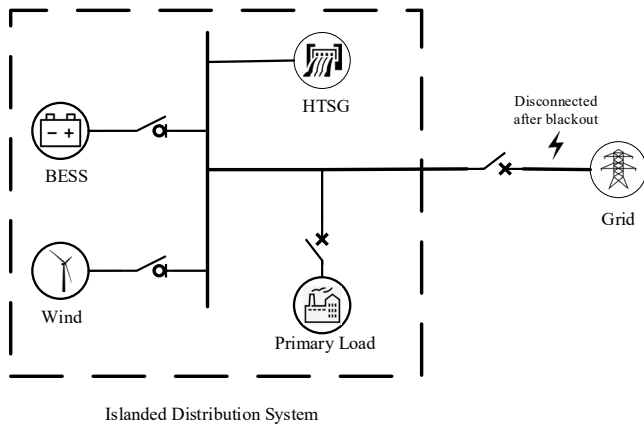 HTSG
Disconnected
after blackout
BESS
Grid
Wind
Primary Load
Islanded Distribution System